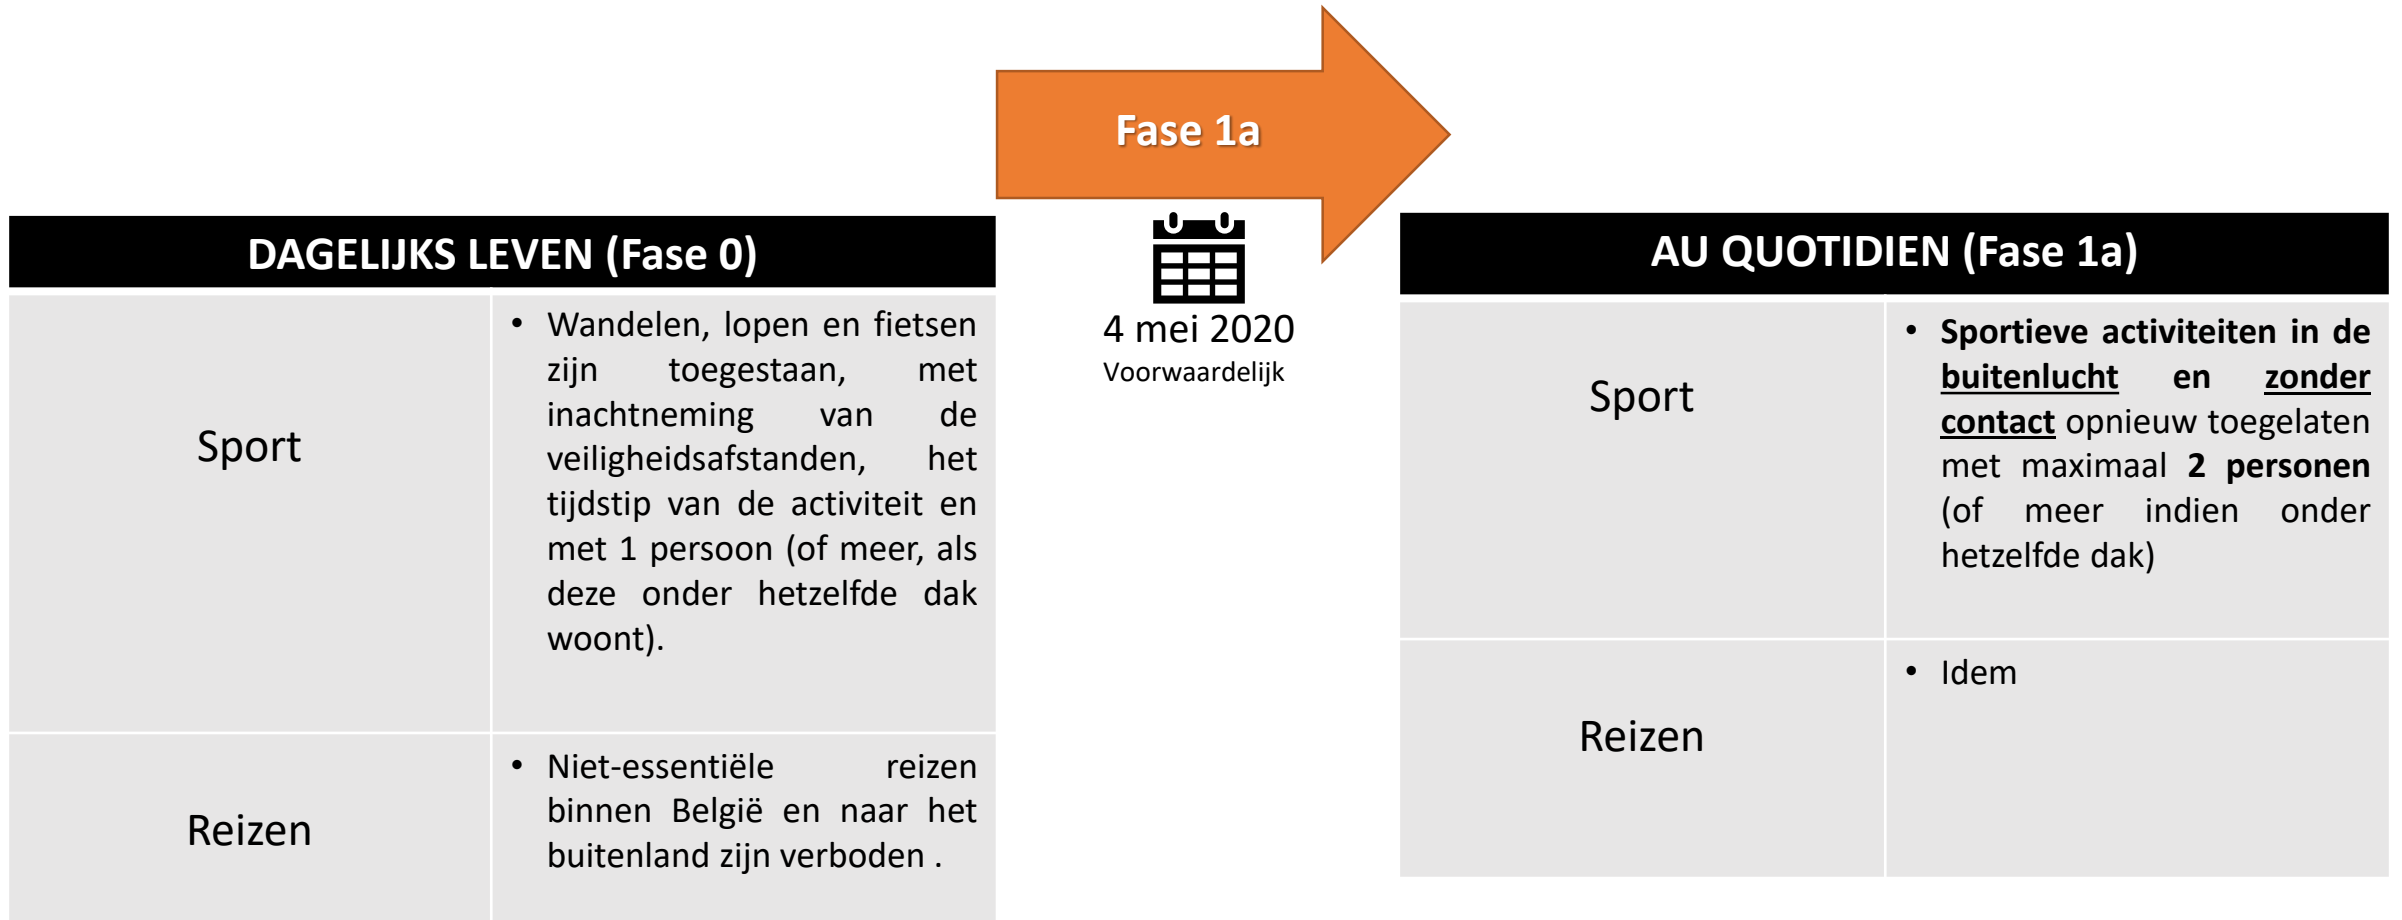 Fase 1a
DAGELIJKS LEVEN (Fase 0)
Sport
• Wandelen, lopen en fietsen
zijn toegestaan, met
inachtneming van de
veiligheidsafstanden, het
tijdstip van de activiteit en
met 1 persoon (of meer, als
deze onder hetzelfde dak
woont).
Reizen
• Niet-essentiële reizen
binnen België en naar het
buitenland zijn verboden .
4 mei 2020
Voorwaardelijk
AU QUOTIDIEN (Fase 1a)
Sport
• Sportieve activiteiten in de
buitenlucht en zonder
contact opnieuw toegelaten
met maximaal 2 personen
(of meer indien onder
hetzelfde dak)
Reizen
• Idem